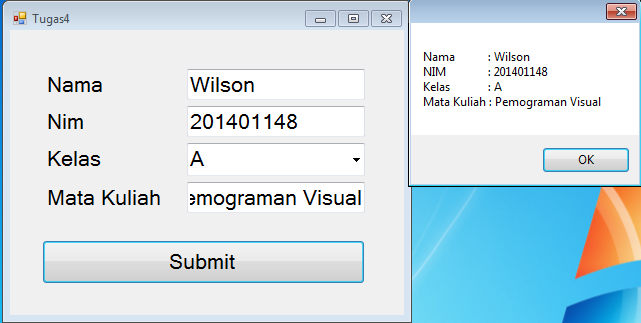 Tugas4
Nama Wilson
Nim 201401148
Kelas A
Mata Kuliah emograman Visual
Submit
Nama : Wilson
NIM : 201401148
Kelas : A
Mata Kuliah : Pemograman Visual
OK